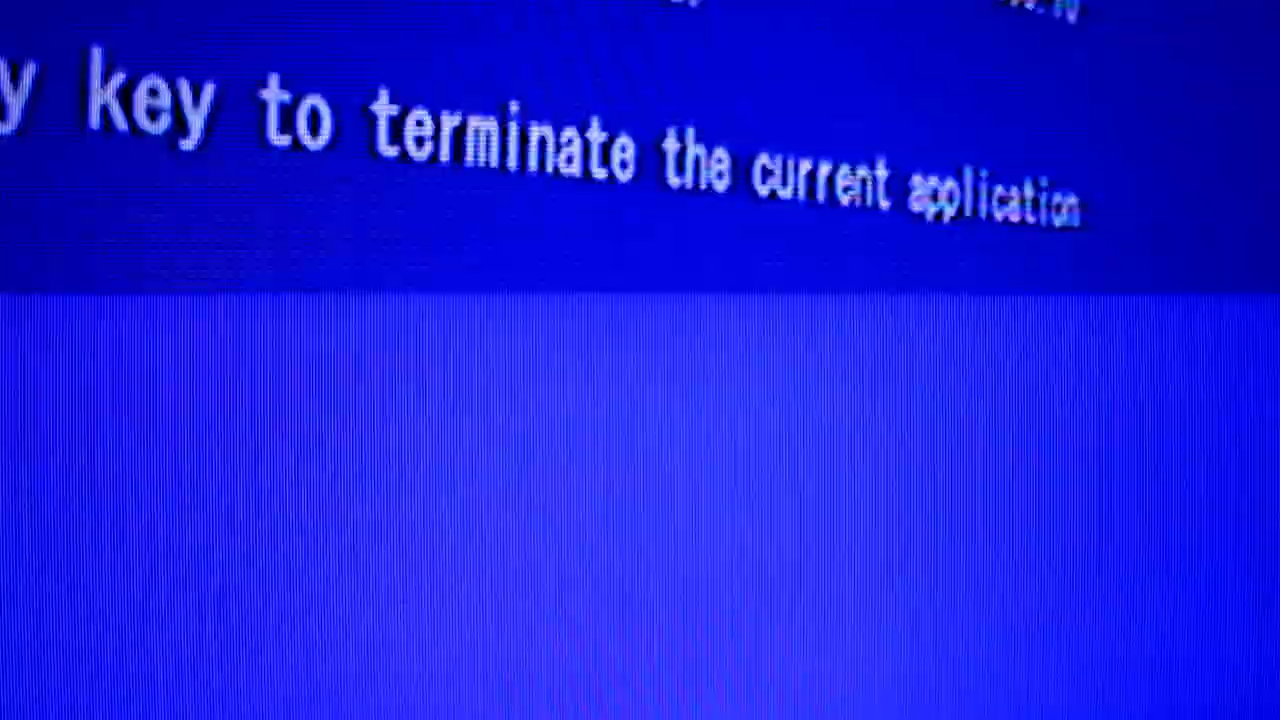 y key to terminate the current application